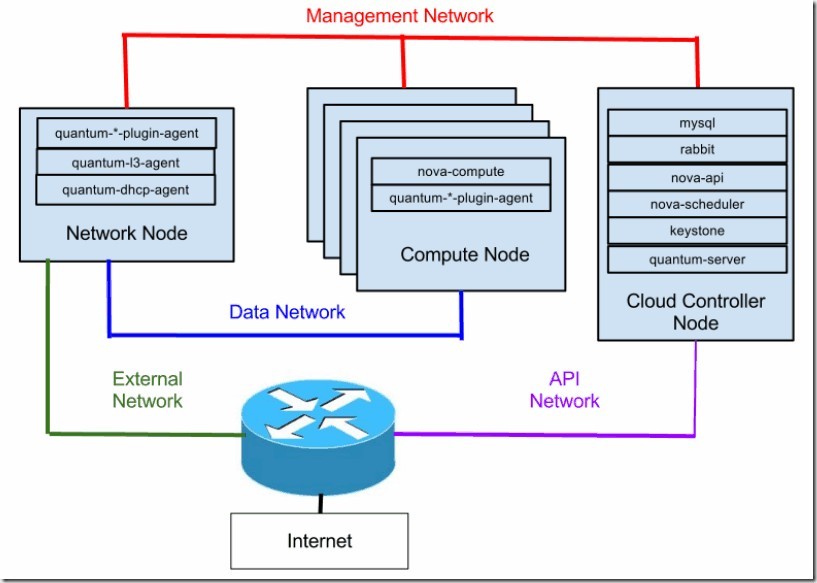 Management Network
quantum-*-plugin-agent
quantum-l3-agent
quantum-dhcp-agent
Network Node
nova-compute
quantum-*-plugin-agent
Compute Node
mysql
rabbit
nova-api
nova-scheduler
keystone
quantum-server
Cloud Controller
Node
Data Network
External
Network
API
Network
Internet